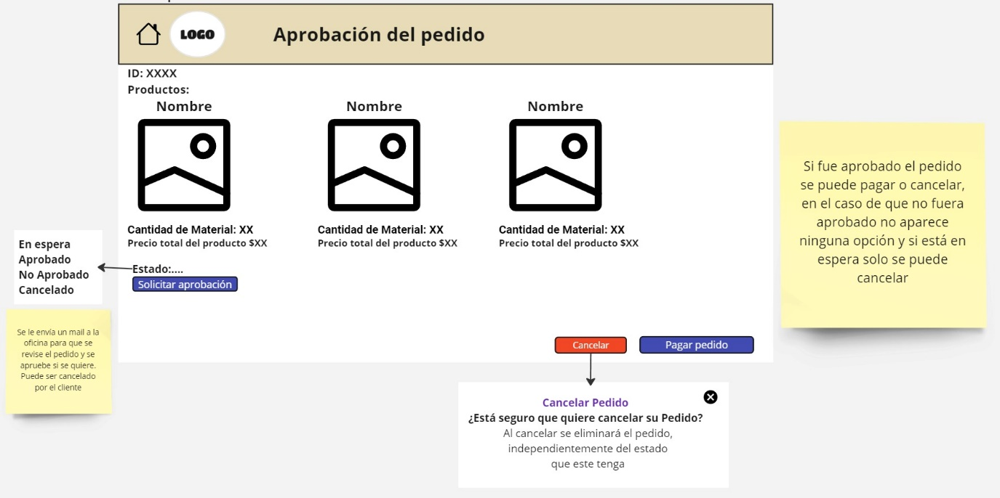 LOGO
Aprobación del pedido
ID: XXXX
Productos:
Nombre
Nombre
Nombre
Cantidad de Material: XX
Precio total del producto $XX
Cantidad de Material: XX
Precio total del producto $XX
Cantidad de Material: XX
Precio total del producto $XX
Estado:....
Solicitar aprobación
En espera
Aprobado
No Aprobado
Cancelado
Se le envía un mail a la
oficina para que se
revise el pedido y se
apruebe si se quiere.
Puede ser cancelado
por el cliente
Si fue aprobado el pedido
se puede pagar o cancelar,
en el caso de que no fuera
aprobado no aparece
ninguna opción y si está en
espera solo se puede
cancelar
Cancelar
Pagar pedido
Cancelar Pedido
¿Está seguro que quiere cancelar su Pedido?
Al cancelar se eliminará el pedido,
independientemente del estado
que este tenga